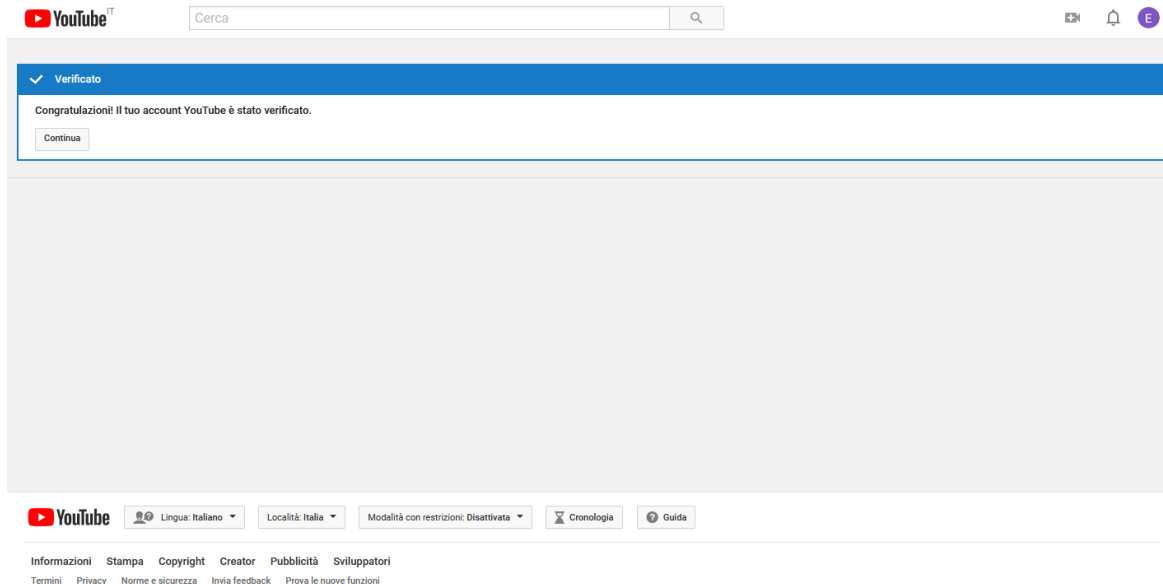 YouTube IT Cerca E
Verificato
Congratulazioni! Il tuo account YouTube è stato verificato.
Continua
YouTube Lingua: Italiano Località: Italia Modalità con restrizioni: Disattivata Cronologia Guida
Informazioni Stampa Copyright Creator Pubblicità Sviluppatori
Termini Privacy Norme e sicurezza Invia feedback Prova le nuove funzioni